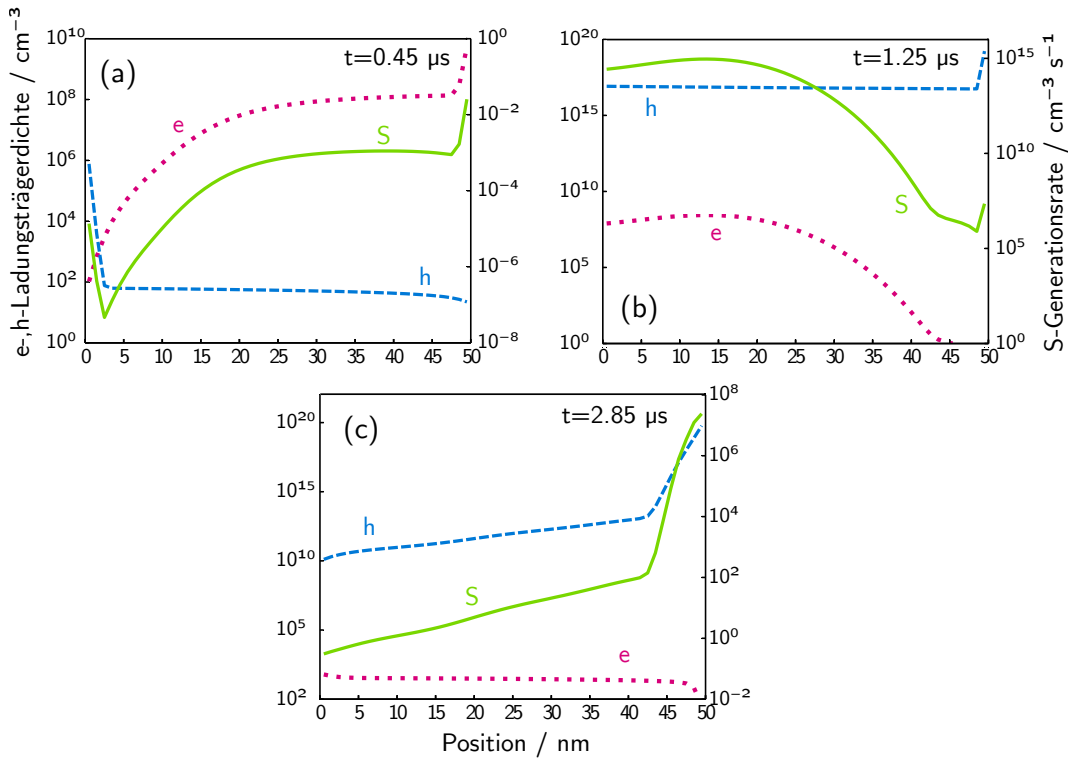 e-,h-Ladungsträgerdichte / cm⁻³
10¹⁰
10⁸
10⁶
10⁴
10²
10⁰
(a)
t=0.45 µs
e
S
h
10⁰
10⁻²
10⁻⁴
10⁻⁶
10⁻⁸
0 5 10 15 20 25 30 35 40 45 50
10²⁰
10¹⁵
10¹⁰
10⁵
10⁰
t=1.25 µs
h
S
e
(b)
10¹⁵
10¹⁰
10⁵
10⁰
0 5 10 15 20 25 30 35 40 45 50
S-Generationsrate / cm⁻³ s⁻¹
10²⁰
10¹⁵
10¹⁰
10⁵
10²
(c)
t=2.85 µs
h
S
e
10⁸
10⁶
10⁴
10²
10⁰
10⁻²
0 5 10 15 20 25 30 35 40 45 50
Position / nm